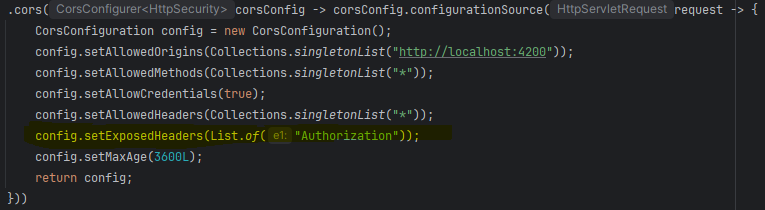 .cors( CorsConfigurer<HttpSecurity> corsConfig -> corsConfig.configurationSource( HttpServletRequest request -> {
    CorsConfiguration config = new CorsConfiguration();
    config.setAllowedOrigins(Collections.singletonList("http://localhost:4200"));
    config.setAllowedMethods(Collections.singletonList("*"));
    config.setAllowCredentials(true);
    config.setAllowedHeaders(Collections.singletonList("*"));
    config.setExposedHeaders(List.of( e1: "Authorization"));
    config.setMaxAge(3600L);
    return config;
}))